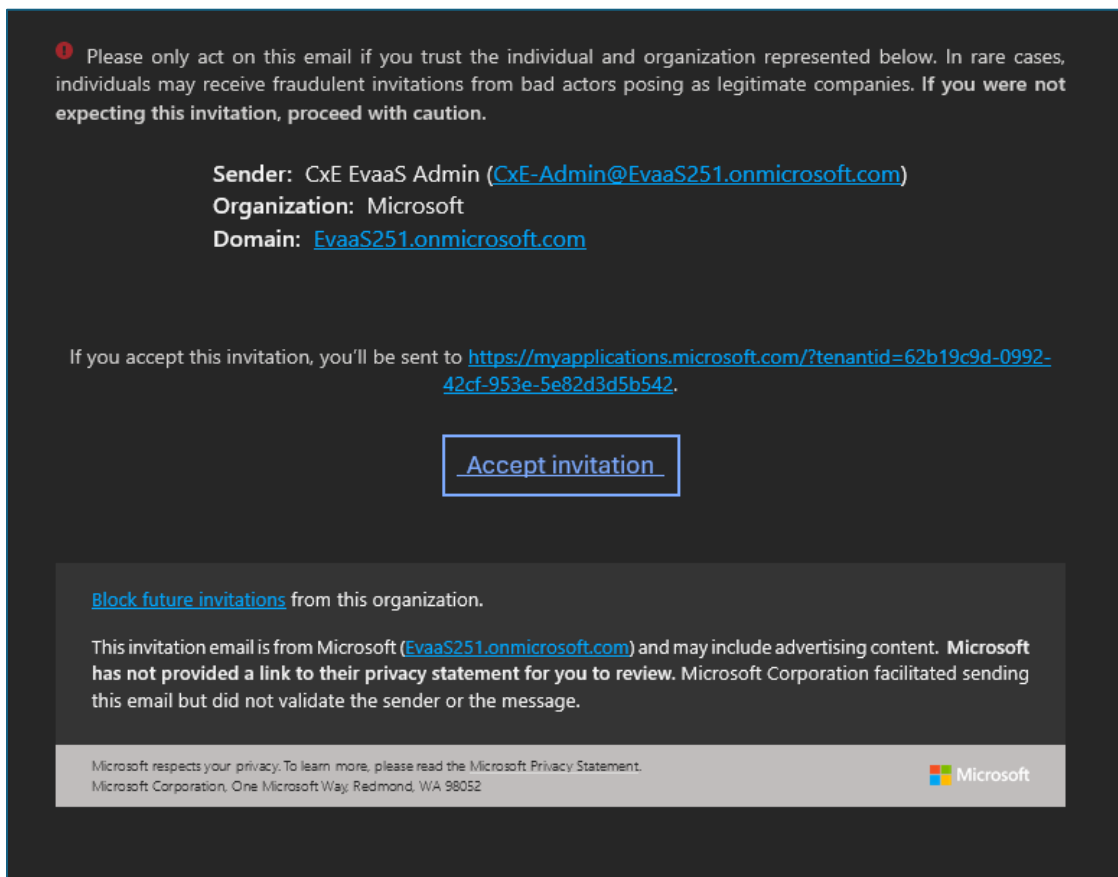 Please only act on this email if you trust the individual and organization represented below. In rare cases,
individuals may receive fraudulent invitations from bad actors posing as legitimate companies. If you were not
expecting this invitation, proceed with caution.
Sender: CxE EvaaS Admin (CxE-Admin@EvaaS251.onmicrosoft.com)
Organization: Microsoft
Domain: EvaaS251.onmicrosoft.com
If you accept this invitation, you'll be sent to https://myapplications.microsoft.com/?tenantid=62b19c9d-0992-
42cf-953e-5e82d3d5b542.
Accept invitation
Block future invitations from this organization.
This invitation email is from Microsoft (EvaaS251.onmicrosoft.com) and may include advertising content. Microsoft
has not provided a link to their privacy statement for you to review. Microsoft Corporation facilitated sending
this email but did not validate the sender or the message.
Microsoft respects your privacy. To learn more, please read the Microsoft Privacy Statement.
Microsoft Corporation, One Microsoft Way, Redmond, WA 98052
Microsoft